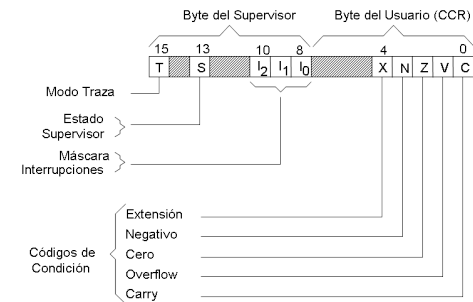 Byte del Supervisor Byte del Usuario (CCR)
15 13 10 8 4 0
T S I2 I1 I0 X N Z V C
Modo Traza
Estado
Supervisor
Máscara
Interrupciones
Extensión
Negativo
Códigos de
Condición
Cero
Overflow
Carry